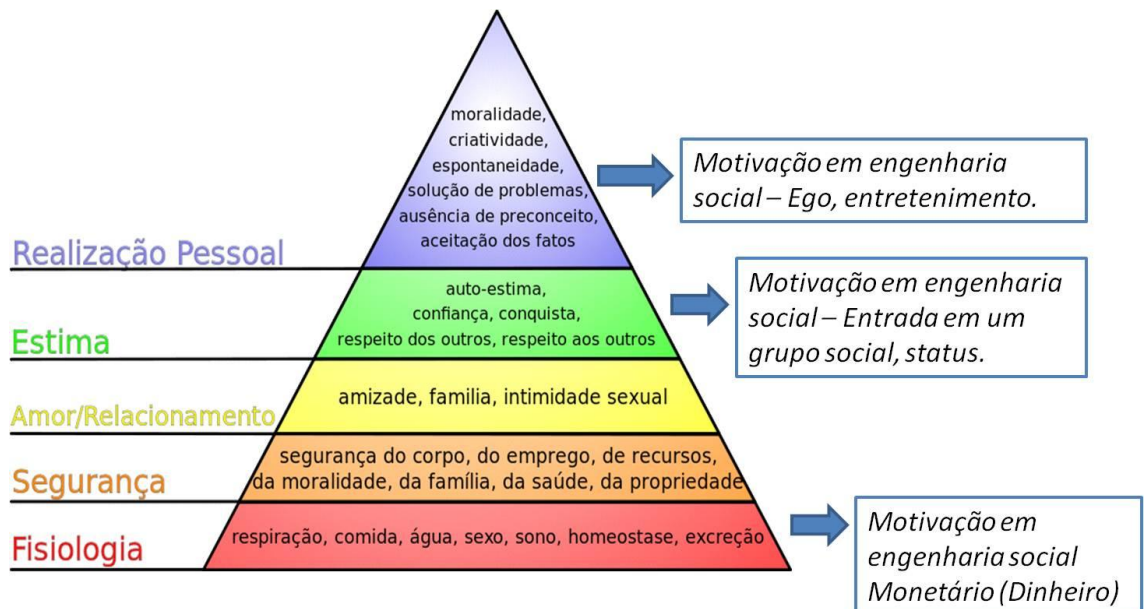 moralidade,
criatividade,
espontaneidade,
solução de problemas,
ausência de preconceito,
aceitação dos fatos
Realização Pessoal
Motivação em engenharia
social – Ego, entretenimento.
auto-estima,
confiança, conquista,
respeito dos outros, respeito aos outros
Estima
Motivação em engenharia
social – Entrada em um
grupo social, status.
amizade, familia, intimidade sexual
Amor/Relacionamento
segurança do corpo, do emprego, de recursos,
da moralidade, da família, da saúde, da propriedade
Segurança
respiração, comida, água, sexo, sono, homeostase, excreção
Fisiologia
Motivação em
engenharia social
Monetário (Dinheiro)